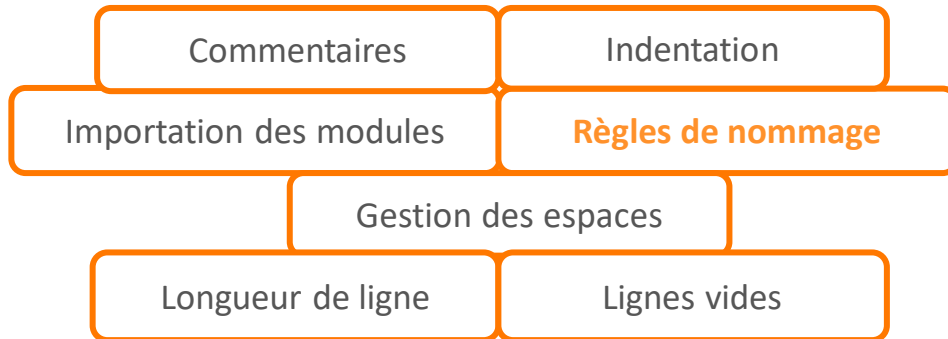 Commentaires
Indentation
Importation des modules
Règles de nommage
Gestion des espaces
Longueur de ligne
Lignes vides